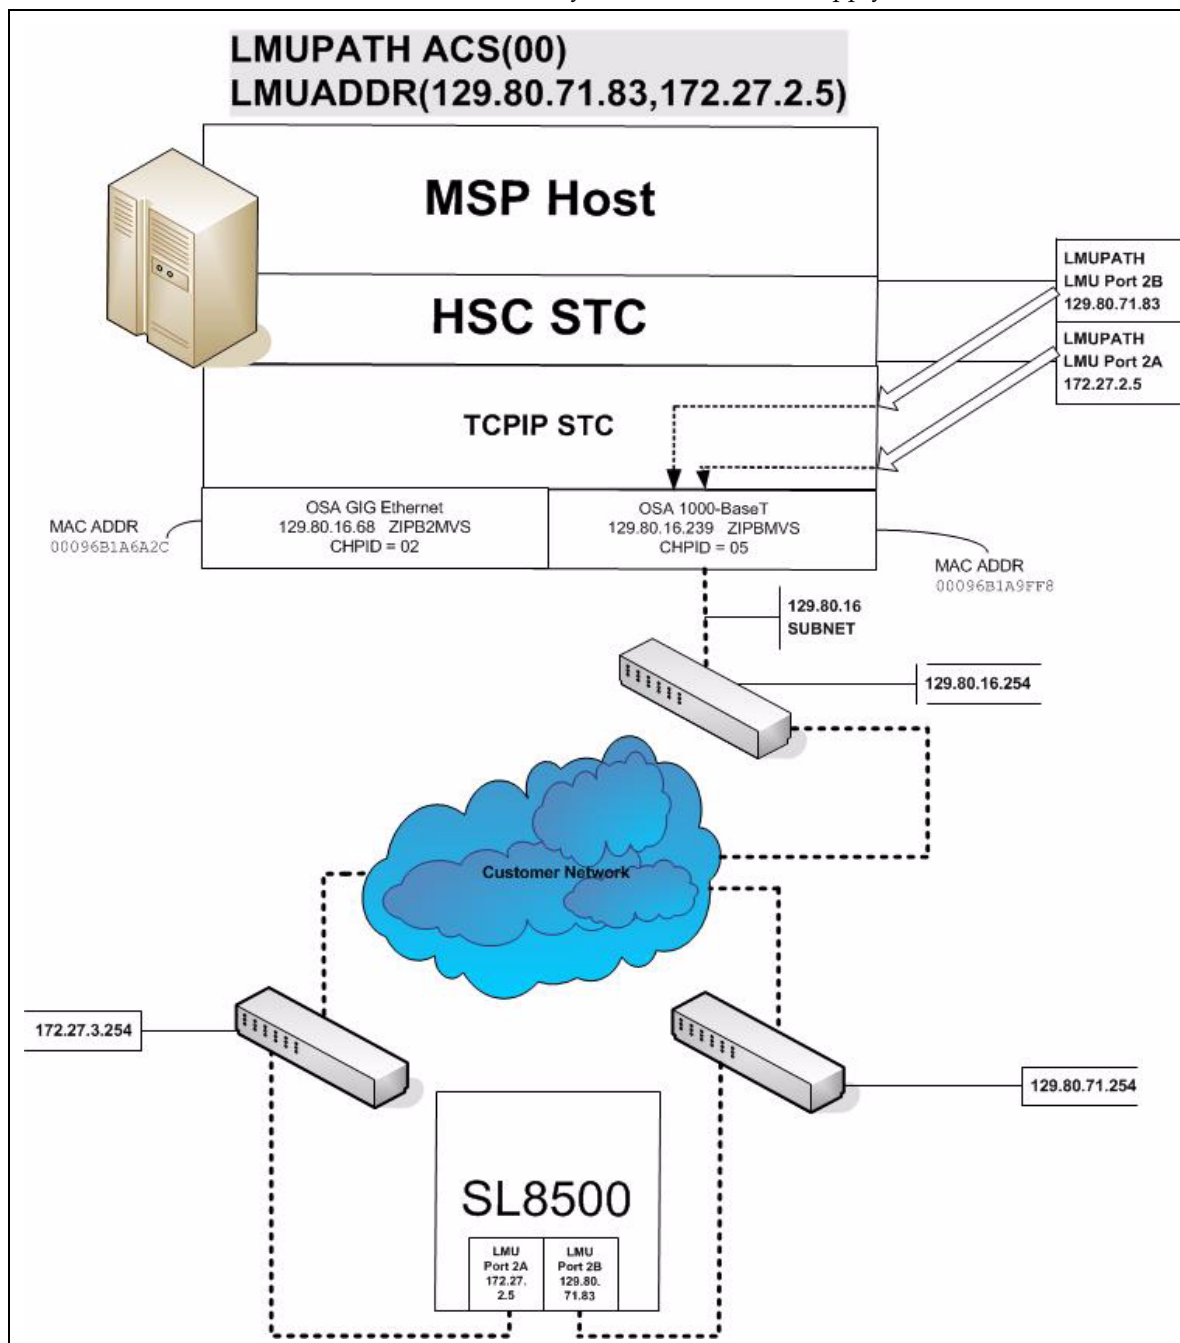 LMUPATH ACS(00)
LMUADDR(129.80.71.83,172.27.2.5)
MSP Host
HSC STC
TCPIP STC
LMUPATH
LMU Port 2B
129.80.71.83
LMUPATH
LMU Port 2A
172.27.2.5
OSA GIG Ethernet
129.80.16.68 ZIPB2MVS
CHPID = 02
OSA 1000-BaseT
129.80.16.239 ZIPBMVS
CHPID = 05
MAC ADDR
00096B1A6A2C
MAC ADDR
00096B1A9FF8
129.80.16
SUBNET
129.80.16.254
Customer Network
172.27.3.254
129.80.71.254
SL8500
LMU
Port 2A
172.27.
2.5
LMU
Port 2B
129.80.
71.83